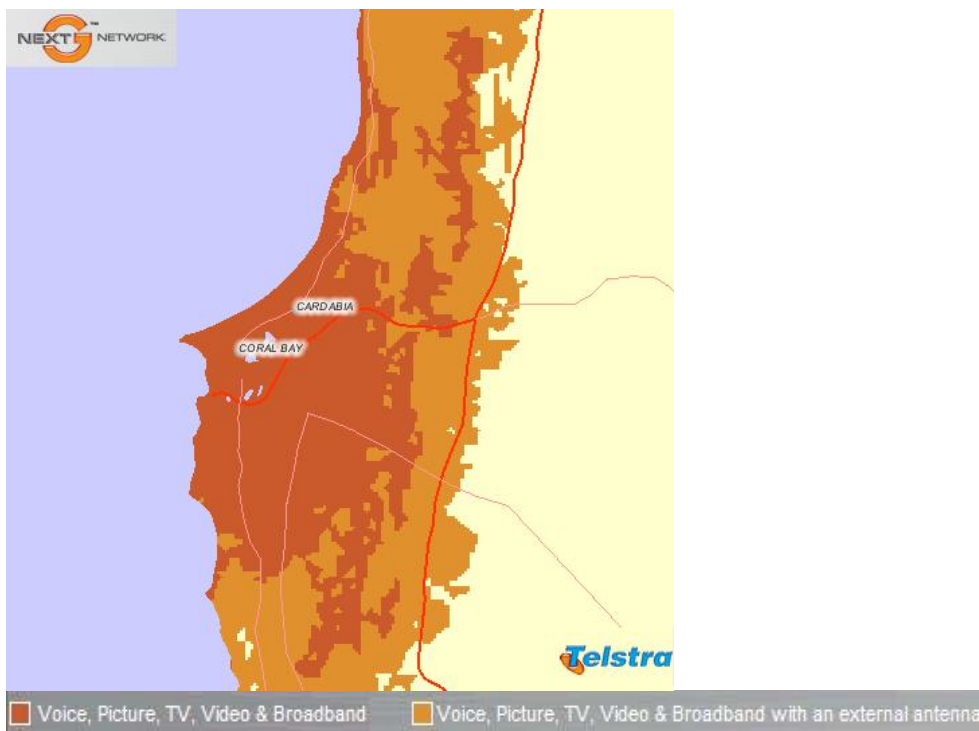 NEXT G™ NETWORK
CARDABIA
CORAL BAY
Telstra
Voice, Picture, TV, Video & Broadband
Voice, Picture, TV, Video & Broadband with an external antenna